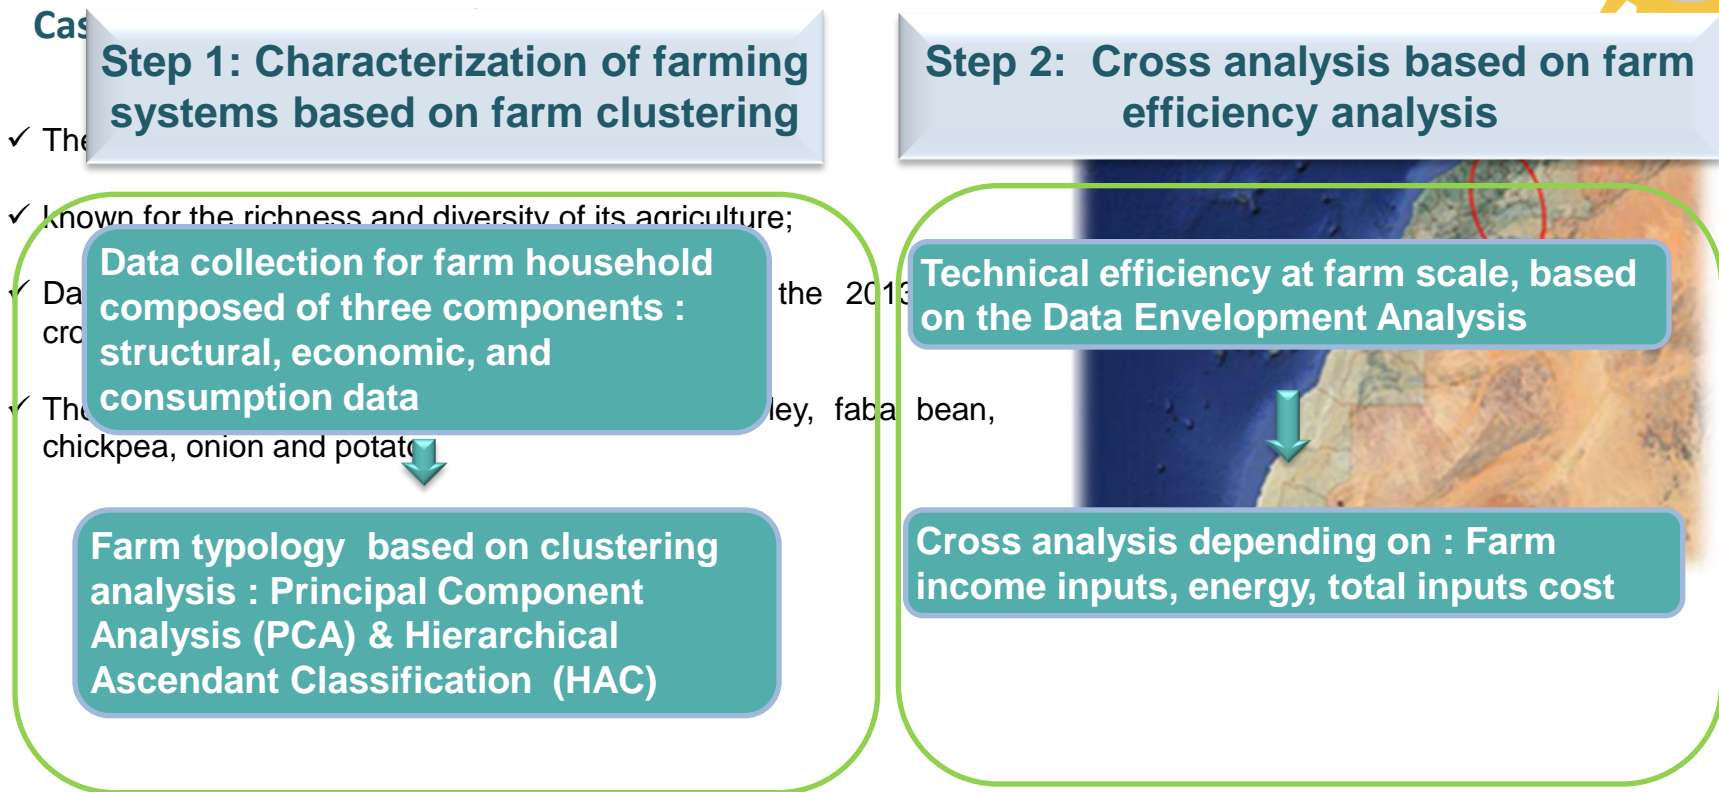 Cas
Step 1: Characterization of farming
systems based on farm clustering
✓ The
✓ known for the richness and diversity of its agriculture;
✓ Da the 2013
cro
✓ The ley, faba bean,
chickpea, onion and potato
Data collection for farm household
composed of three components :
structural, economic, and
consumption data
Farm typology based on clustering
analysis : Principal Component
Analysis (PCA) & Hierarchical
Ascendant Classification (HAC)
Step 2: Cross analysis based on farm
efficiency analysis
Technical efficiency at farm scale, based
on the Data Envelopment Analysis
Cross analysis depending on : Farm
income inputs, energy, total inputs cost